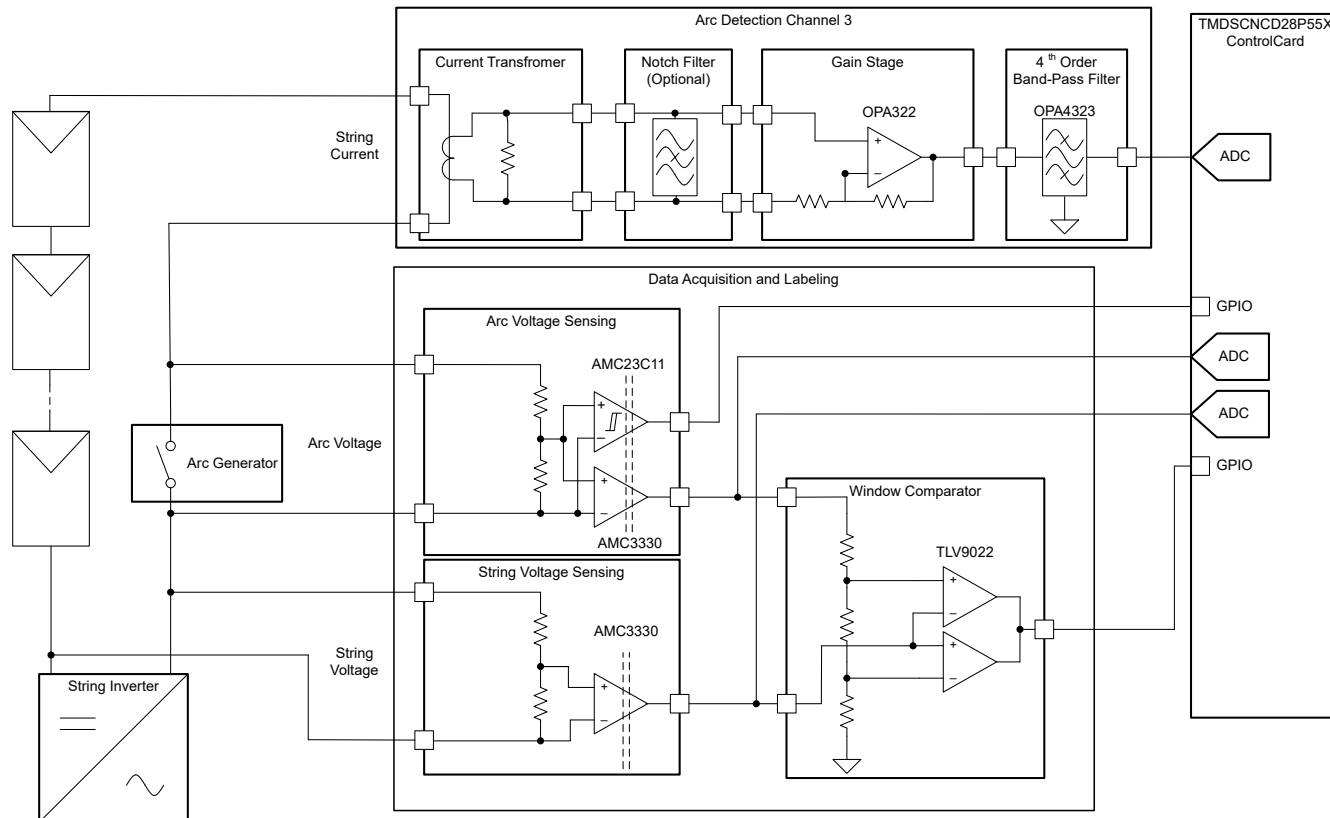 Arc Detection Channel 3
TMDSCNCD28P55X
ControlCard
Current Transfromer
Notch Filter
(Optional)
Gain Stage
4 th Order
Band-Pass Filter
OPA322
OPA4323
String
Current
+
−
ADC
Data Acquisition and Labeling
GPIO
Arc Voltage Sensing
ADC
AMC23C11
+
−
ADC
Arc Voltage
Arc Generator
GPIO
+
−
Window Comparator
AMC3330
TLV9022
String Voltage Sensing
+
−
AMC3330
+
−
String
Voltage
String Inverter
+
−